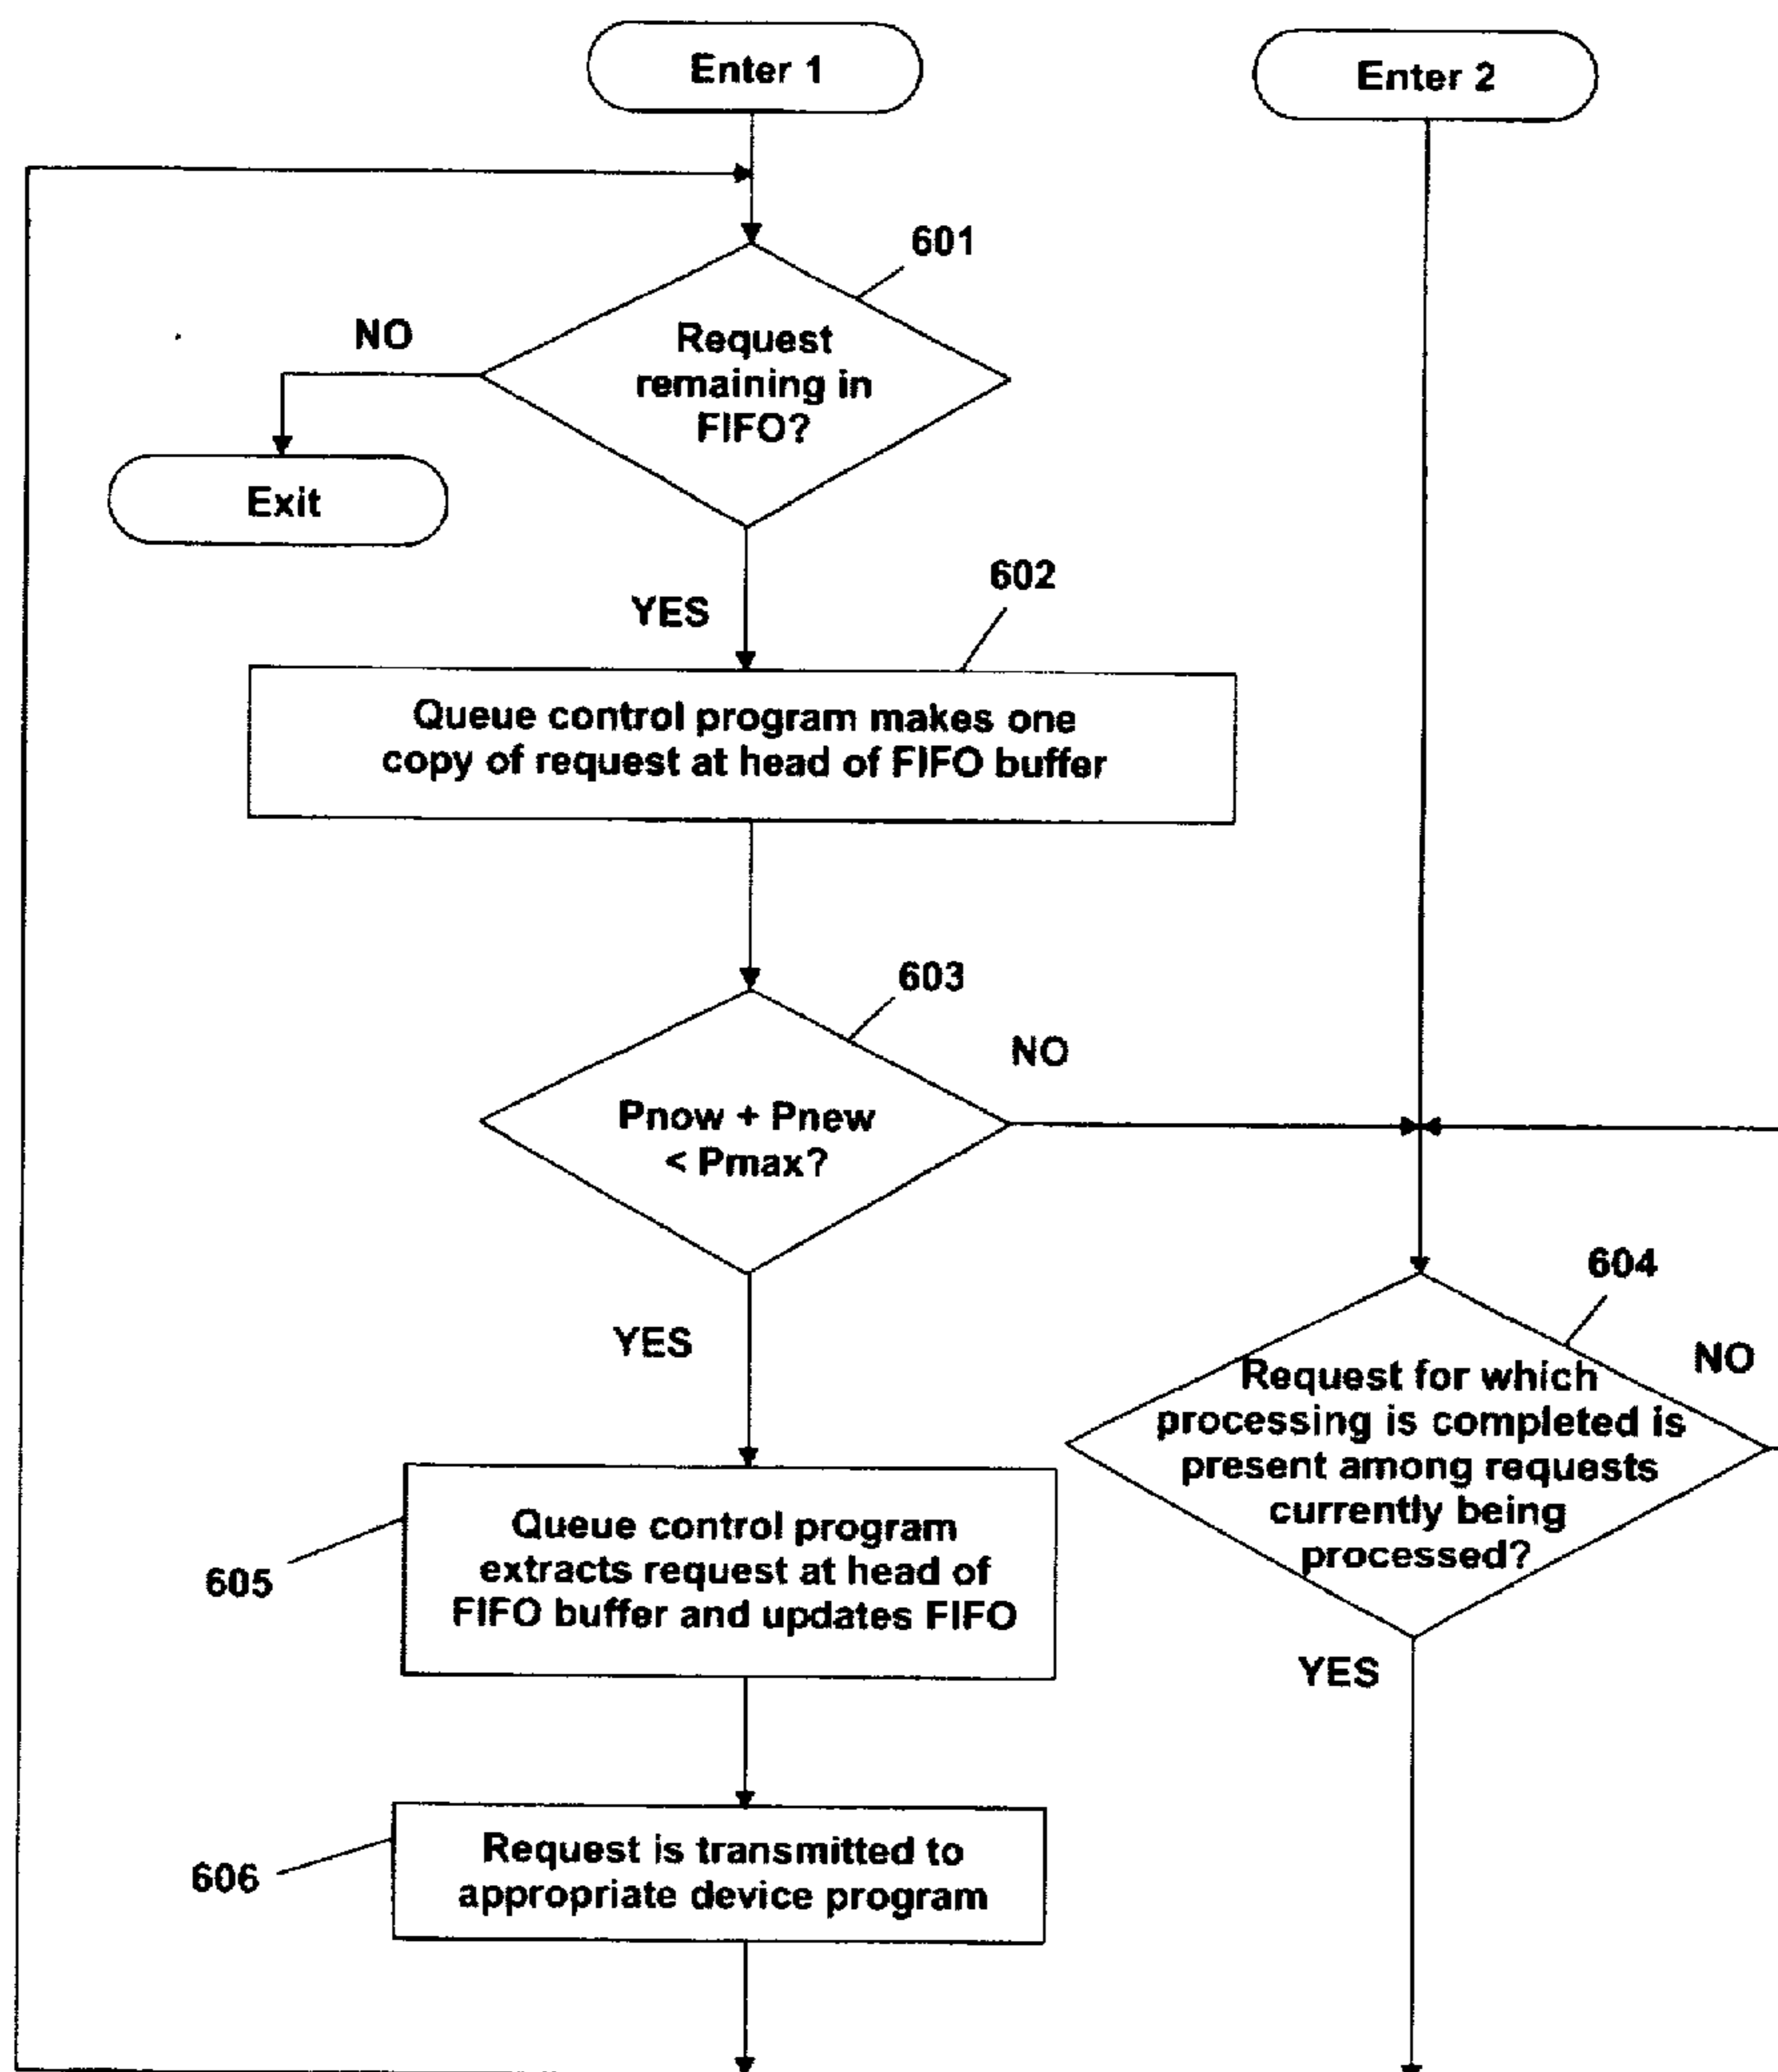 Enter 1
Enter 2
601
NO
Request
remaining in
FIFO?
Exit
602
YES
Queue control program makes one
copy of request at head of FIFO buffer
603
NO
Pnow + Pnew
< Pmax?
604
YES
NO
Request for which
processing is completed is
present among requests
currently being
processed?
605
Queue control program
extracts request at head of
FIFO buffer and updates FIFO
YES
606
Request is transmitted to
appropriate device program